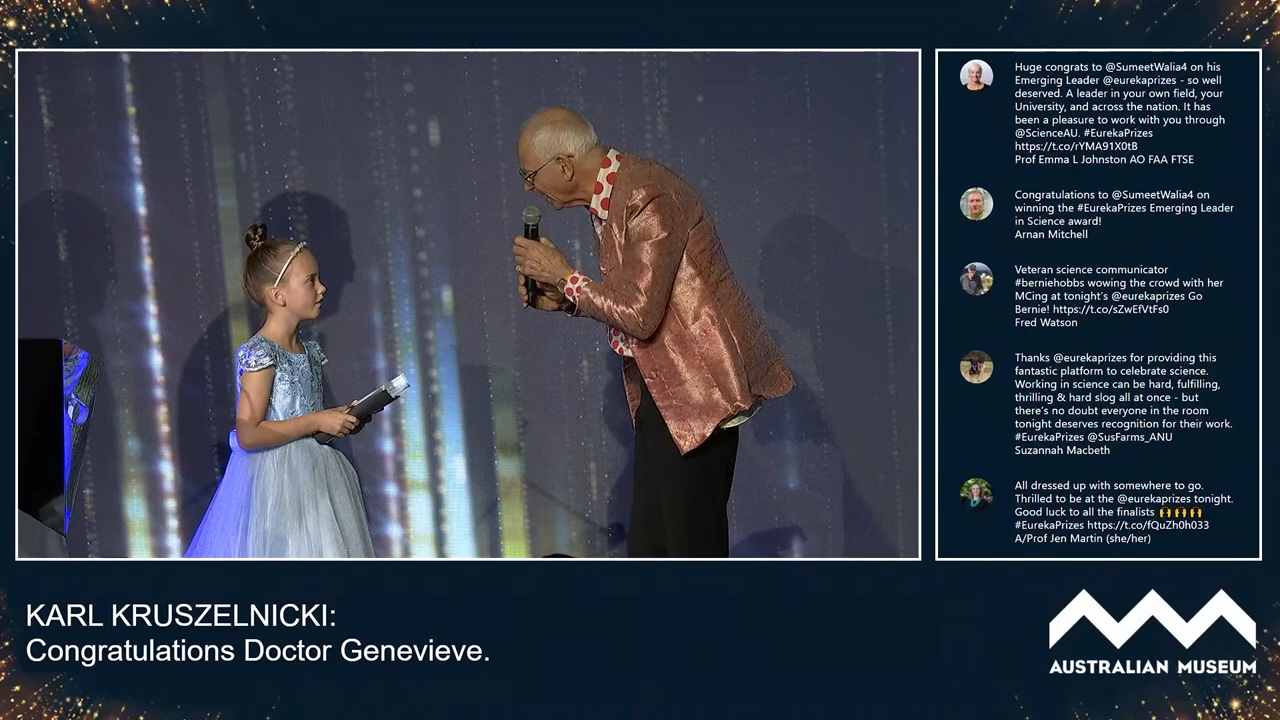 Huge congrats to @SumeetWalia4 on his
Emerging Leader @eurekaprizes - so well
deserved. A leader in your own field, your
University, and across the nation. It has
been a pleasure to work with you through
@ScienceAU. #EurekaPrizes
https://t.co/rYMA91X0tB
Prof Emma L Johnston AO FAA FTSE
Congratulations to @SumeetWalia4 on
winning the #EurekaPrizes Emerging Leader
in Science award!
Arnan Mitchell
Veteran science communicator
#berniehobbs wowing the crowd with her
MCing at tonight's @eurekaprizes Go
Bernie! https://t.co/sZwEfVtFs0
Fred Watson
Thanks @eurekaprizes for providing this
fantastic platform to celebrate science.
Working in science can be hard, fulfilling,
thrilling & hard slog all at once - but
there's no doubt everyone in the room
tonight deserves recognition for their work.
#EurekaPrizes @SusFarms_ANU
Suzannah Macbeth
All dressed up with somewhere to go.
Thrilled to be at the @eurekaprizes tonight.
Good luck to all the finalists 🙌 🙌 🙌
#EurekaPrizes https://t.co/fQuZh0h033
A/Prof Jen Martin (she/her)
KARL KRUSZELNICKI:
Congratulations Doctor Genevieve.
AUSTRALIAN MUSEUM